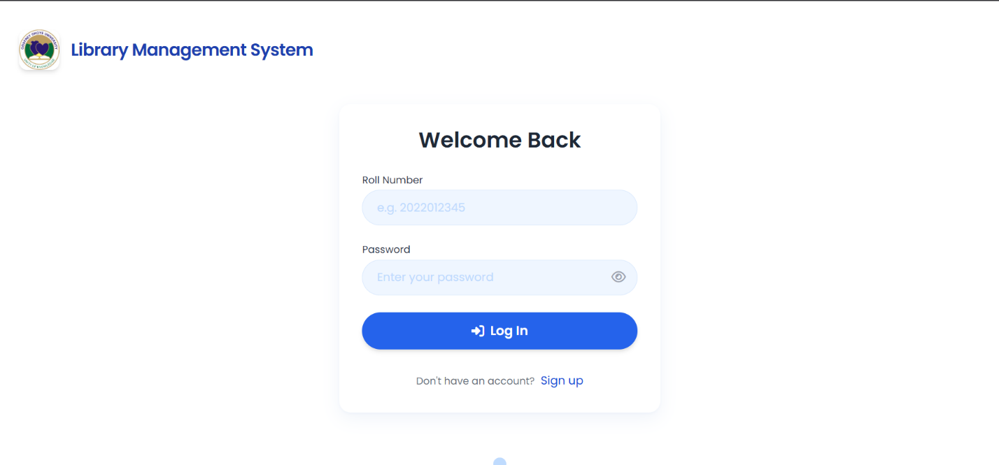 Library Management System
Welcome Back
Roll Number
e.g. 2022012345
Password
Enter your password
Log In
Don't have an account? Sign up